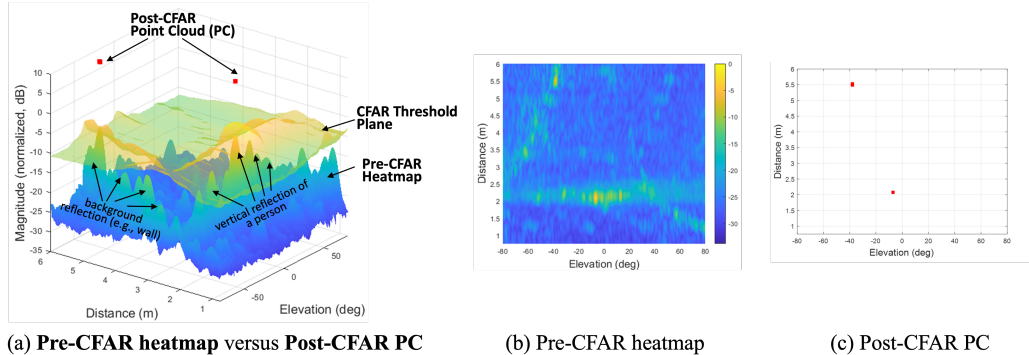 Post-CFAR
Point Cloud (PC)
CFAR Threshold
Plane
Pre-CFAR
Heatmap
background
reflection (e.g., wall)
vertical reflection of
a person
Magnitude (normalized, dB)
10
5
0
-5
-10
-15
-20
-25
-30
-35
6
5
4
3
2
1
Distance (m)
-50
0
50
Elevation (deg)
(a) Pre-CFAR heatmap versus Post-CFAR PC
Distance (m)
6
5.5
5
4.5
4
3.5
3
2.5
2
1.5
1
-80 -60 -40 -20 0 20 40 60 80
Elevation (deg)
0
-5
-10
-15
-20
-25
-30
(b) Pre-CFAR heatmap
Distance (m)
6
5.5
5
4.5
4
3.5
3
2.5
2
1.5
1
-80 -60 -40 -20 0 20 40 60 80
Elevation (deg)
(c) Post-CFAR PC